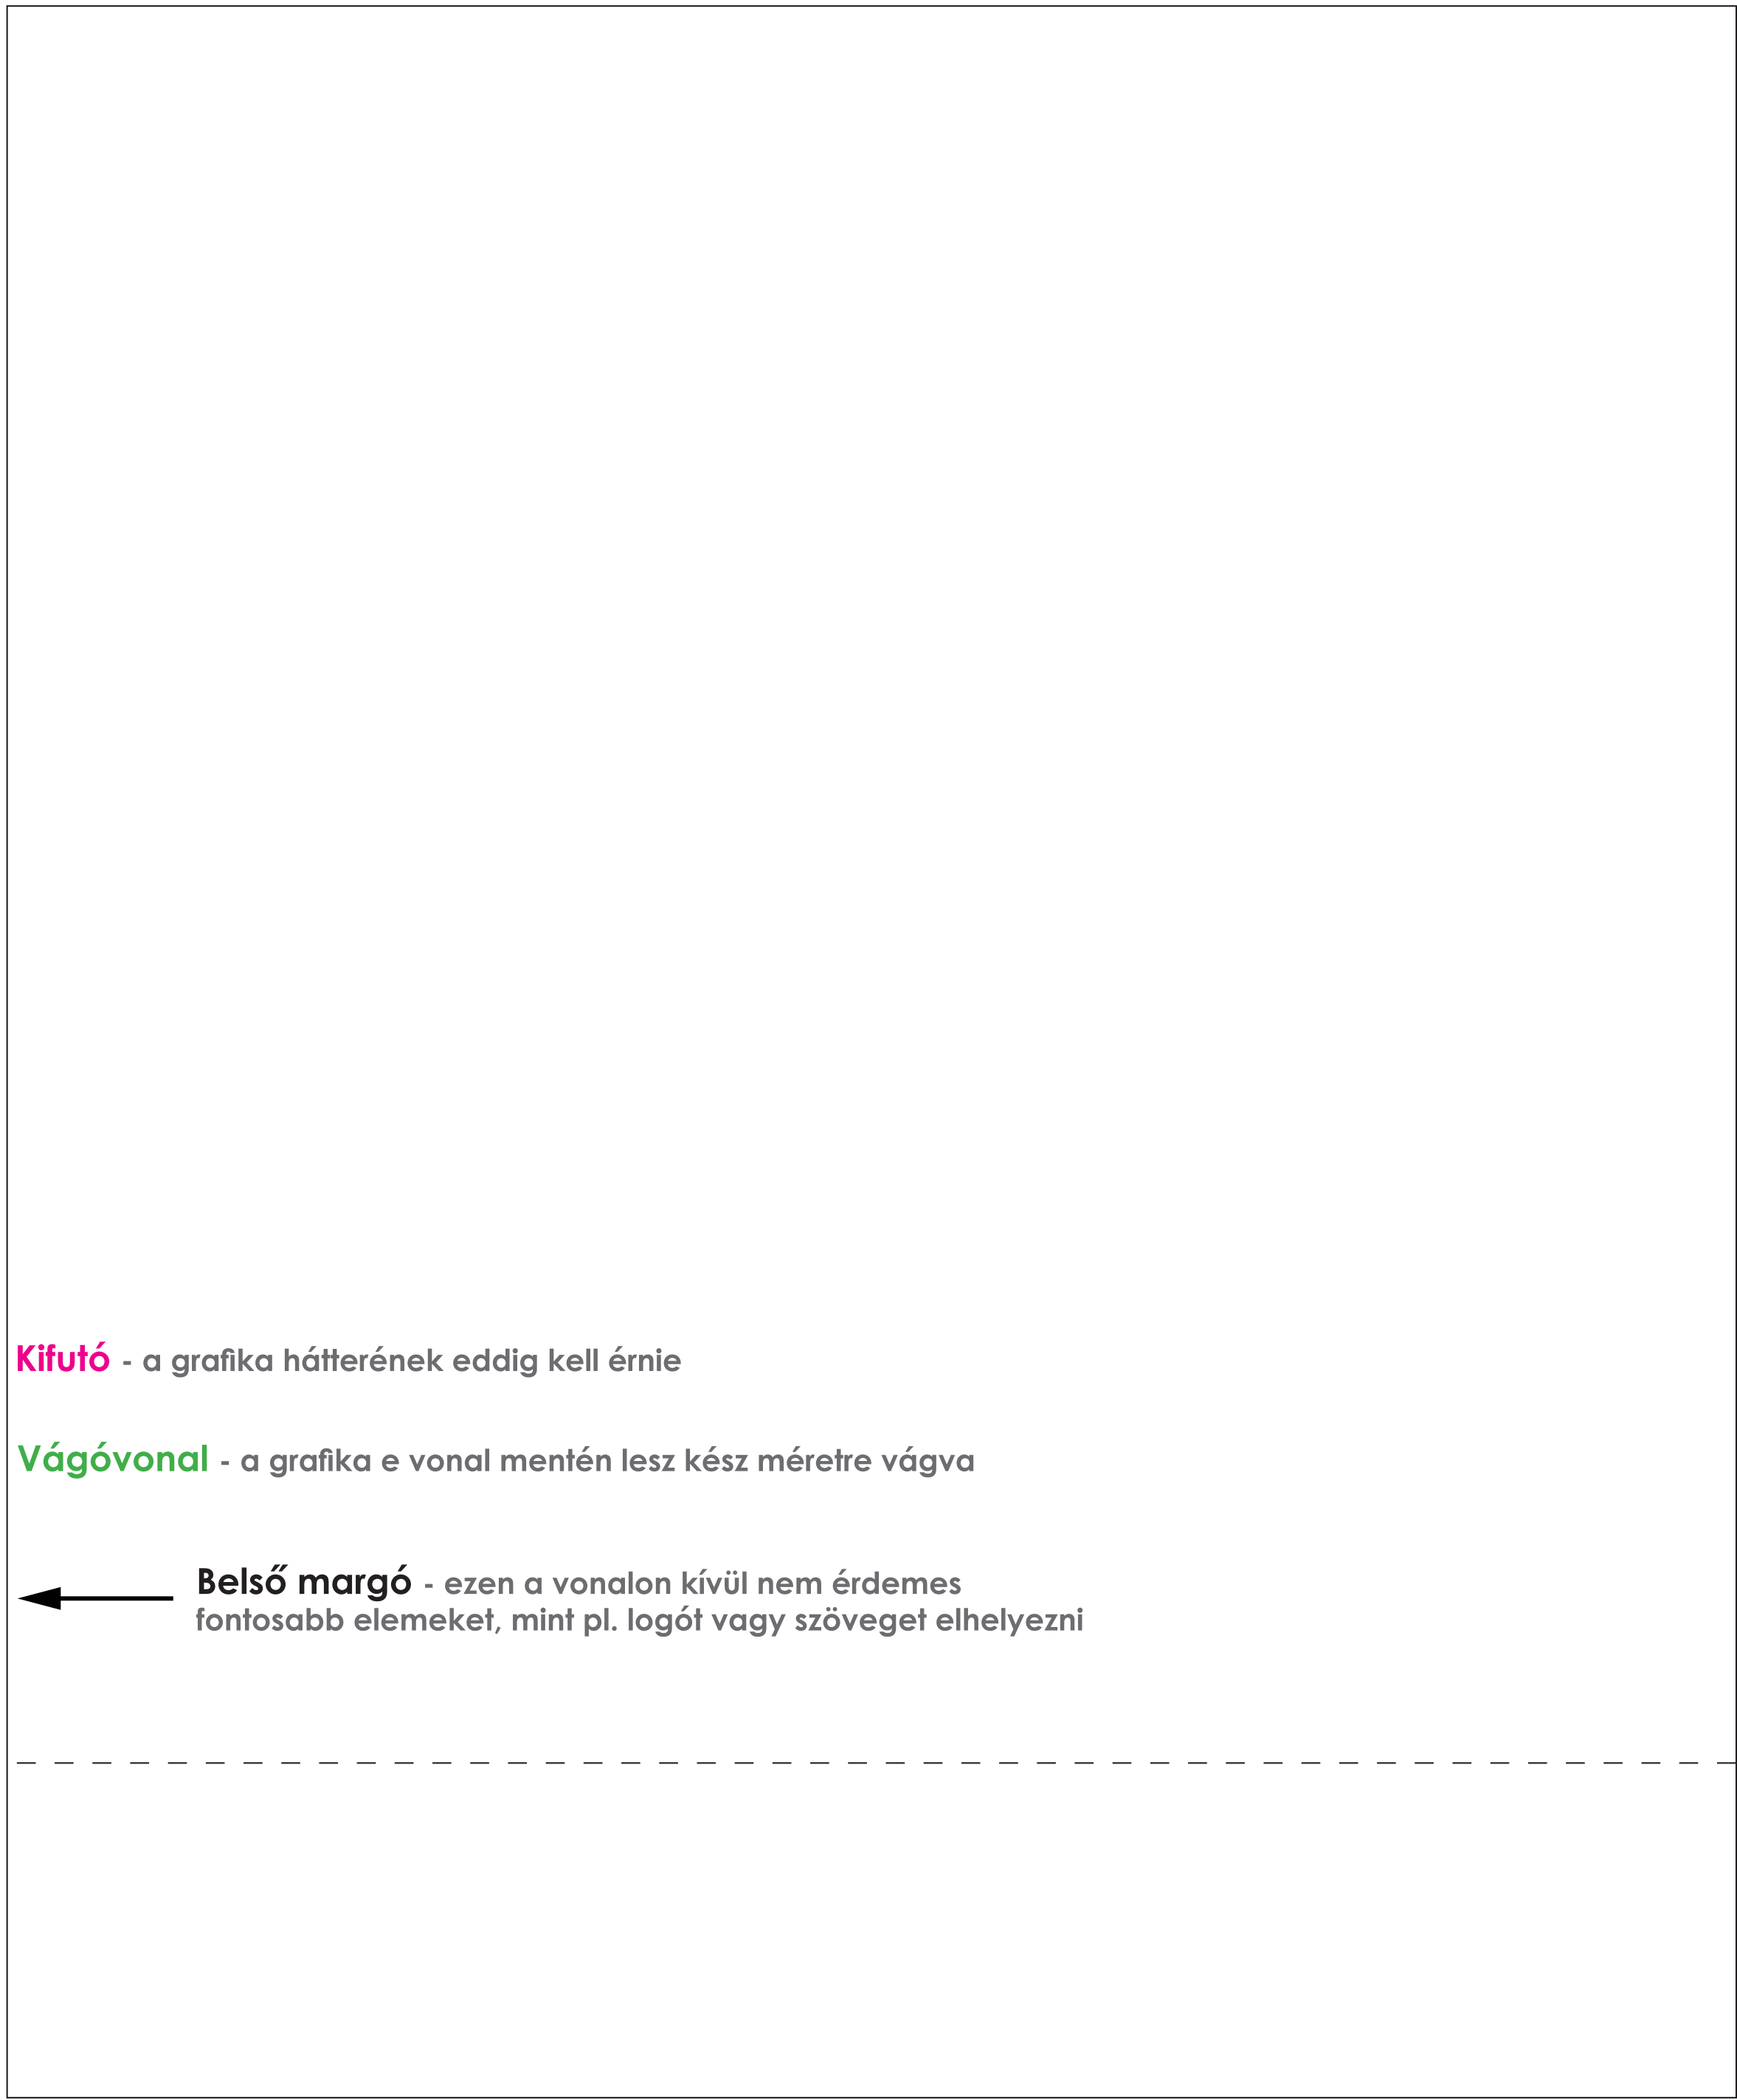 Kifutó - a grafika hátterének eddig kell érnie
Vágóvonal - a grafika e vonal mentén lesz kész méretre vágva
Belső margó - ezen a vonalon kívül nem érdemes
fontosabb elemeket, mint pl. logót vagy szöveget elhelyezni